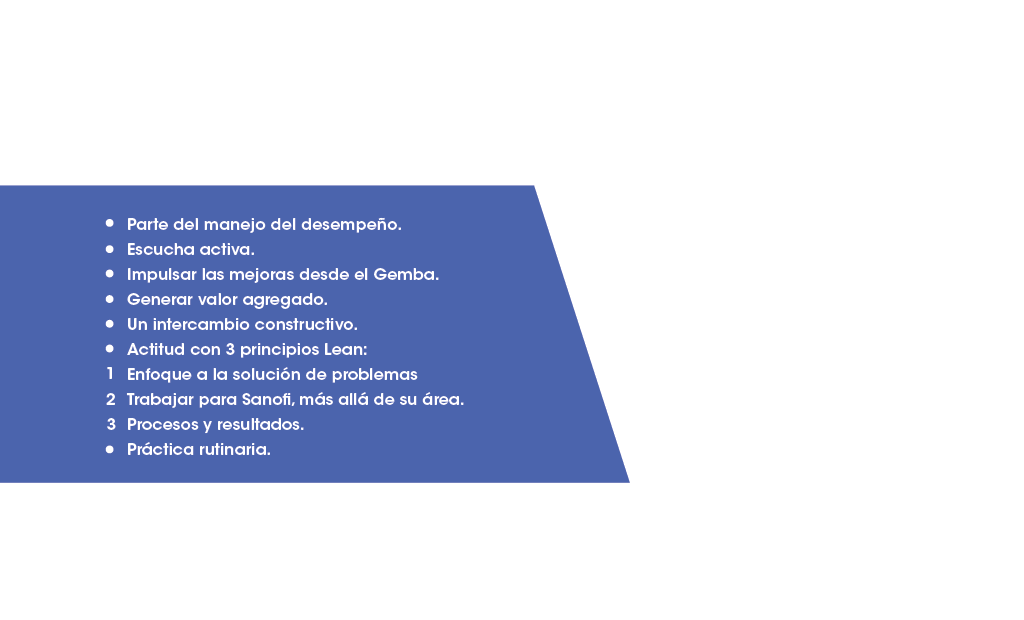 • Parte del manejo del desempeño.
• Escucha activa.
• Impulsar las mejoras desde el Gemba.
• Generar valor agregado.
• Un intercambio constructivo.
• Actitud con 3 principios Lean:
1 Enfoque a la solución de problemas
2 Trabajar para Sanofi, más allá de su área.
3 Procesos y resultados.
• Práctica rutinaria.